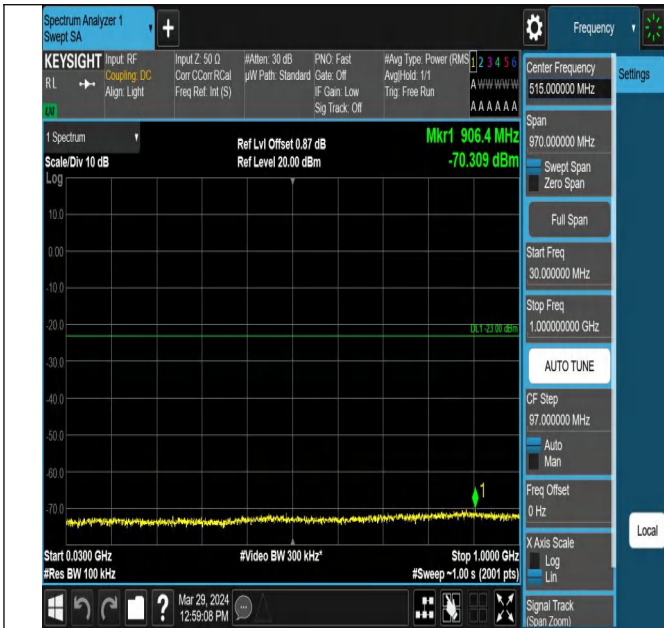 Spectrum Analyzer 1
Swept SA
+
Frequency
KEYSIGHT
RL
LXI
Input: RF
Coupling: DC
Align: Light
Input Z: 50 Ω
Corr CCorr RCal
Freq Ref: Int (S)
#Atten: 30 dB
µW Path: Standard
PNO: Fast
Gate: Off
IF Gain: Low
Sig Track: Off
#Avg Type: Power (RMS
Avg|Hold: 1/1
Trig: Free Run
1 2 3 4 5 6
A W W W W W
A A A A A A
1 Spectrum
Scale/Div 10 dB
Log
Ref Lvl Offset 0.87 dB
Ref Level 20.00 dBm
Mkr1 906.4 MHz
-70.309 dBm
10.0
0.00
-10.0
-20.0
DL1 -23.00 dBm
-30.0
-40.0
-50.0
-60.0
-70.0
1
Start 0.0300 GHz
#Res BW 100 kHz
#Video BW 300 kHz*
Stop 1.0000 GHz
#Sweep ~1.00 s (2001 pts)
?
Mar 29, 2024
12:59:08 PM
Center Frequency
515.000000 MHz
Settings
Span
970.000000 MHz
Swept Span
Zero Span
Full Span
Start Freq
30.000000 MHz
Stop Freq
1.000000000 GHz
AUTO TUNE
CF Step
97.000000 MHz
Auto
Man
Freq Offset
0 Hz
X Axis Scale
Log
Lin
Local
Signal Track
(Span Zoom)